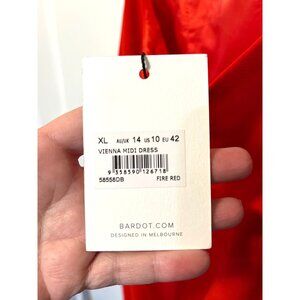 XL AU/UK 14 US 10 EU 42
VIENNA MIDI DRESS
9 358590 126718
58558DB FIRE RED
BARDOT.COM
DESIGNED IN MELBOURNE